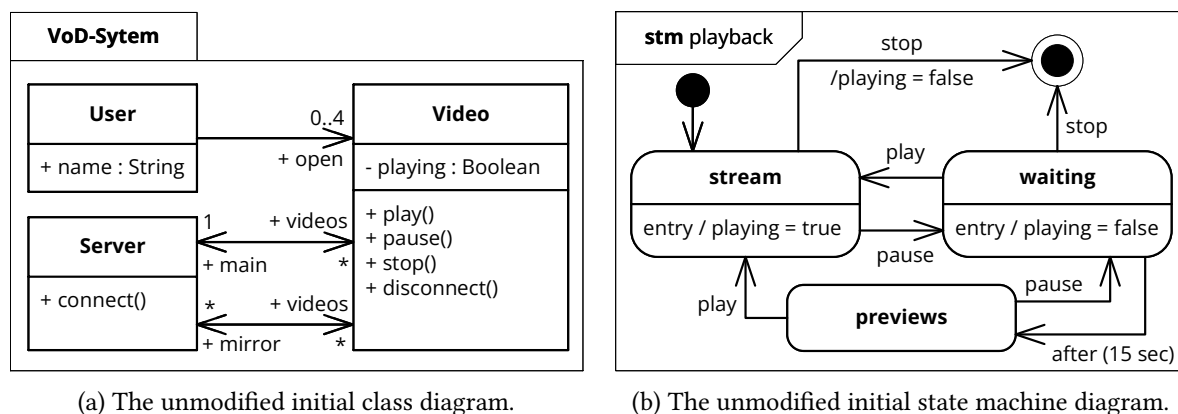 VoD-Sytem
User
+ name : String
0..4
+ open
Video
- playing : Boolean
+ play()
+ pause()
+ stop()
+ disconnect()
Server
+ connect()
1
+ videos
+ main
*
*
+ videos
+ mirror
*
(a) The unmodified initial class diagram.
stm playback
stop
/playing = false
stop
stream
entry / playing = true
play
pause
waiting
entry / playing = false
play
previews
pause
after (15 sec)
(b) The unmodified initial state machine diagram.